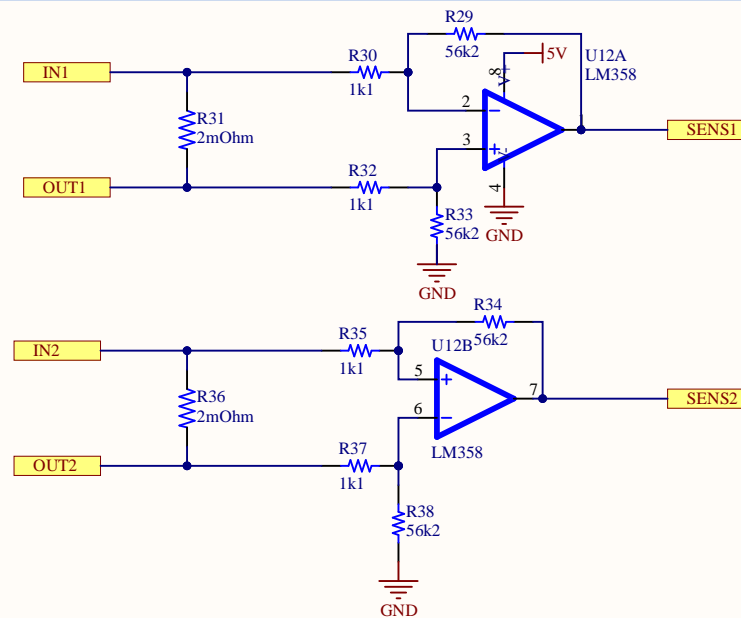 R29
56k2
5V
U12A
LM358
8
V+
IN1
R30
1k1
2
R31
2mOhm
SENS1
3
V-
OUT1
R32
1k1
4
R33
56k2
GND
GND
R34
56k2
IN2
R35
1k1
U12B
5
R36
2mOhm
7
SENS2
6
OUT2
R37
1k1
LM358
R38
56k2
GND